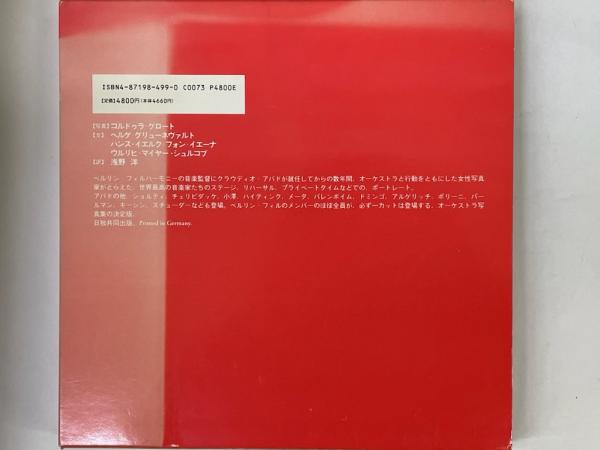 ISBN4-87198-499-0 C0073 P4800E
【定価】4800円(本体4660円)
【写真】コルドゥラ・グロート
【文】ヘルゲ・グリューネヴァルト
ハンス・イエルク フォン・イエーナ
ウルリヒ・マイヤー・シュルコプ
【訳】浅野 洋
ベルリン・フィルハーモニーの音楽監督にクラウディオ・アバドが就任してからの数年間、オーケストラと行動をともにした女性写真
家がとらえた、世界最高の音楽家たちのステージ、リハーサル、プライベートタイムなどでの、ポートレート。
アバドの他、ショルティ、チェリビダッケ、小澤、ハイティンク、メータ、バレンボイム、ドミンゴ、アルゲリッチ、ポリーニ、パー
ルマン、キーシン、スチューダーなども登場。ベルリン・フィルのメンバーのほぼ全員が、必ず一カットは登場する、オーケストラ写
真集の決定版。
日独共同出版。Printed in Germany.